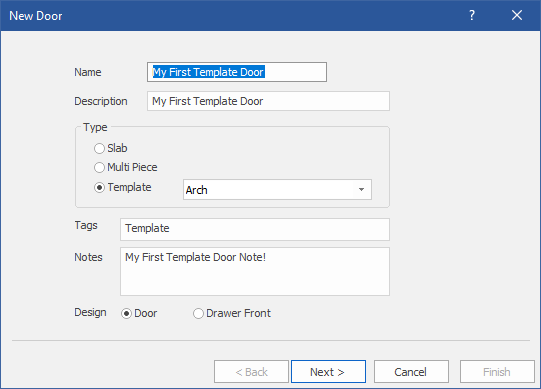 New Door
?
Name My First Template Door
Description My First Template Door
Type
Slab
Multi Piece
Template Arch
Tags Template
Notes My First Template Door Note!
Design Door Drawer Front
< Back Next > Cancel Finish